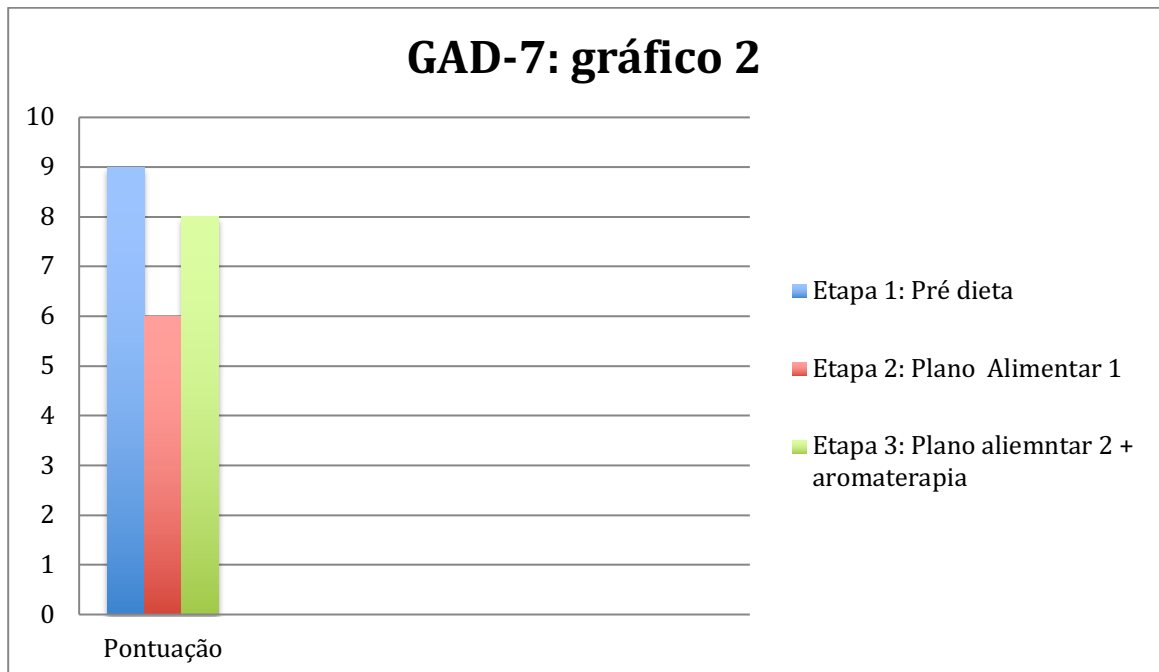 GAD-7: gráfico 2
10
9
8
7
6
5
4
3
2
1
0
Pontuação
Etapa 1: Pré dieta
Etapa 2: Plano  Alimentar 1
Etapa 3: Plano aliemntar 2 +
aromaterapia